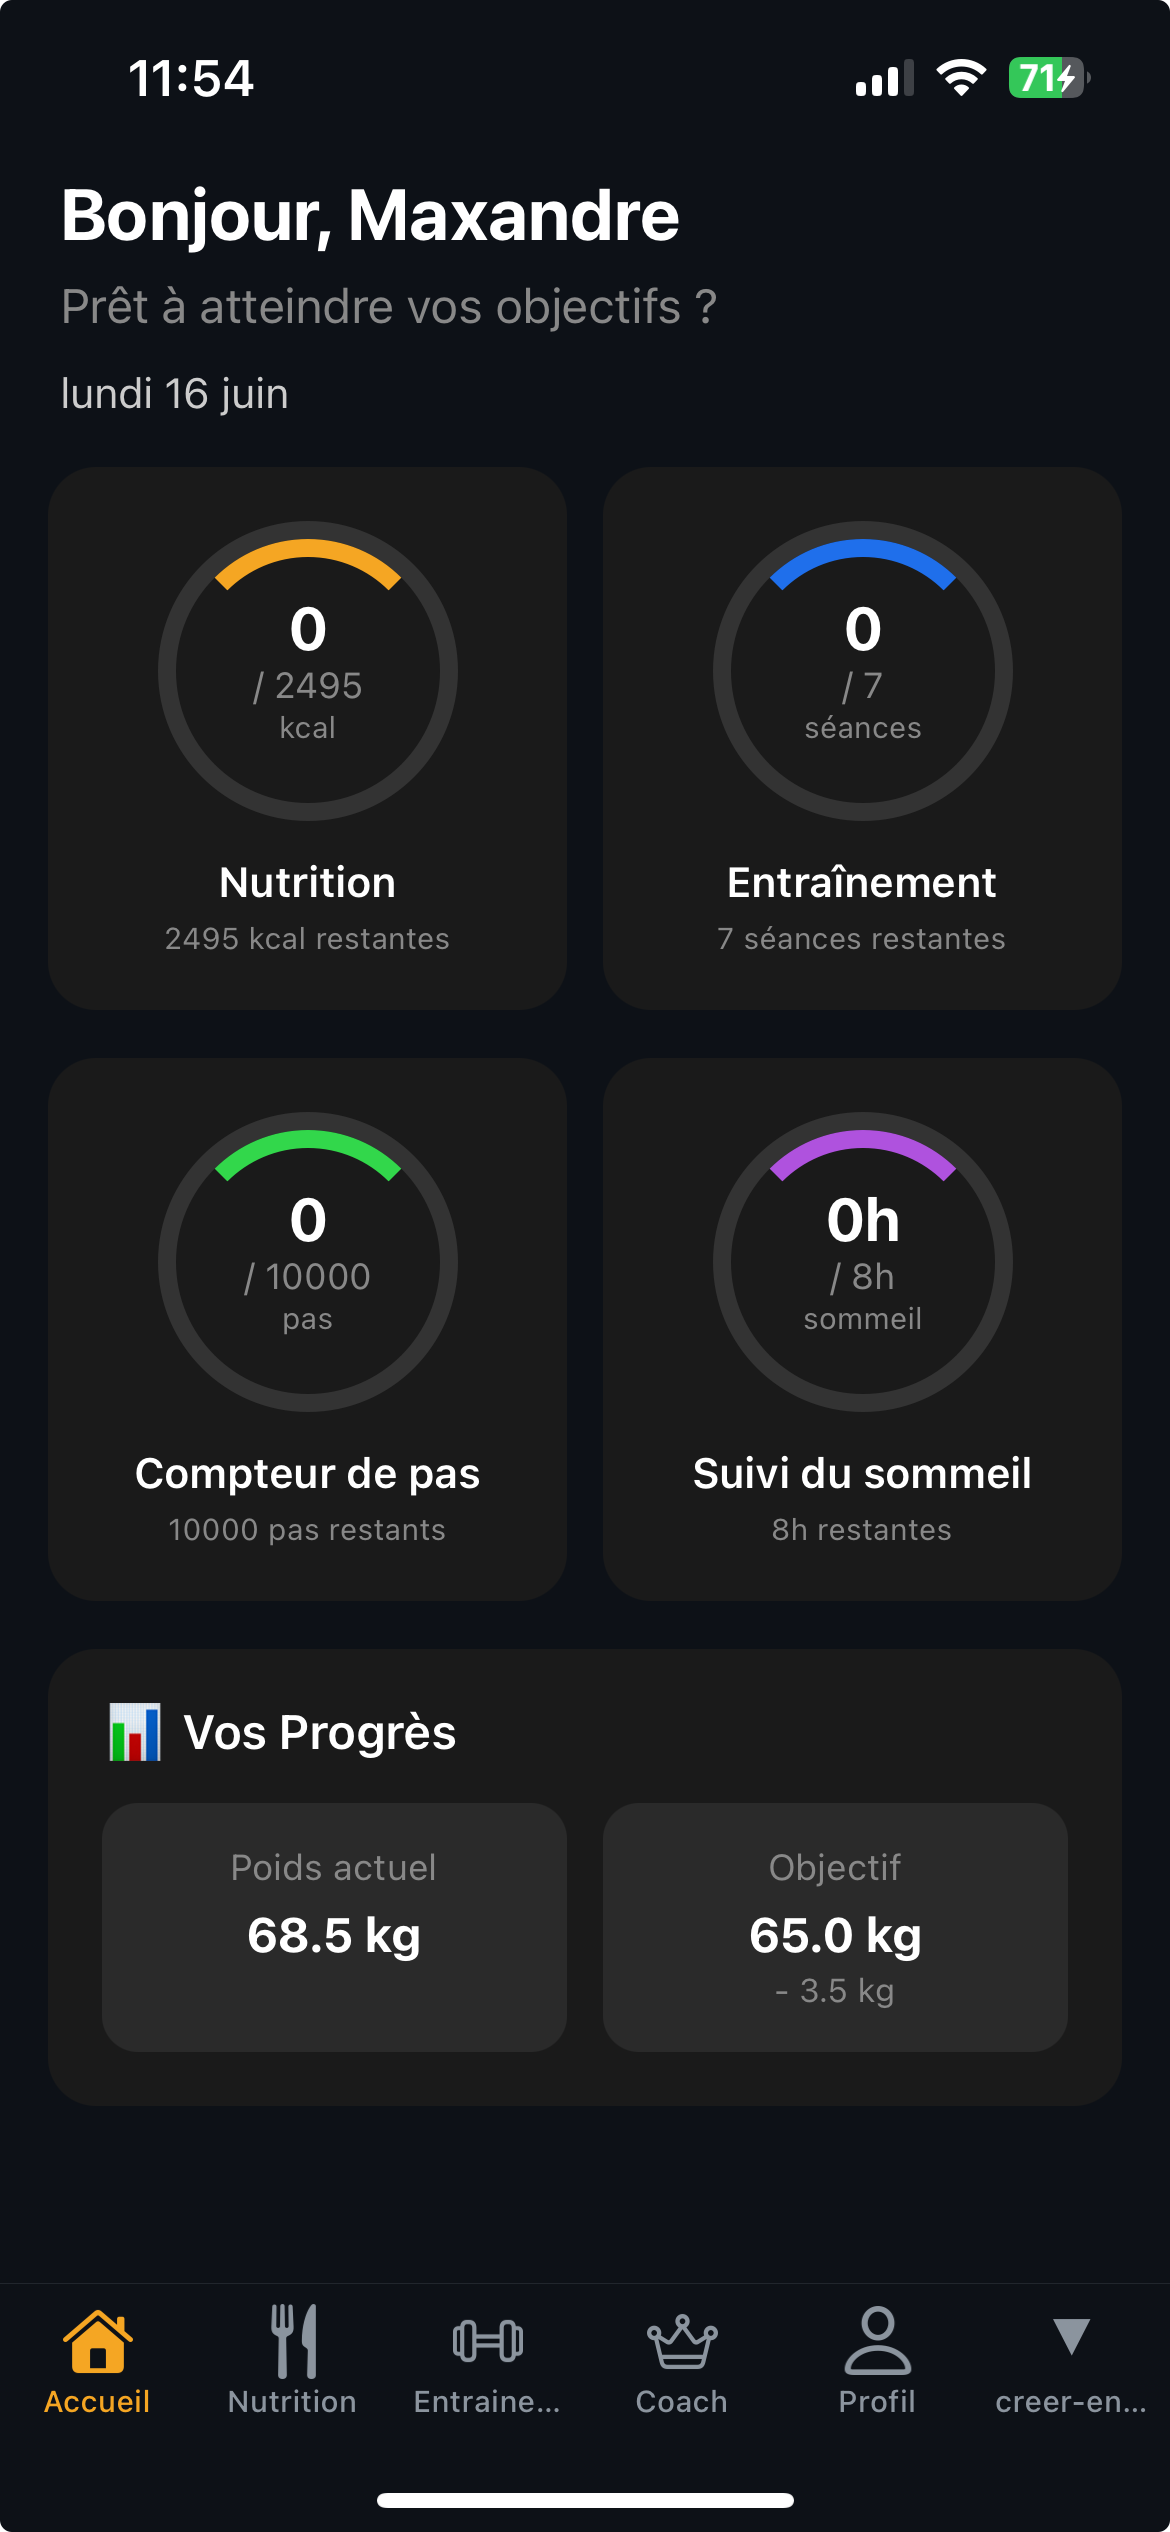 11:54
71
Bonjour, Maxandre
Prêt à atteindre vos objectifs ?
lundi 16 juin
0
/ 2495
kcal
Nutrition
2495 kcal restantes
0
/ 7
séances
Entraînement
7 séances restantes
0
/ 10000
pas
Compteur de pas
10000 pas restants
0h
/ 8h
sommeil
Suivi du sommeil
8h restantes
Vos Progrès
Poids actuel
68.5 kg
Objectif
65.0 kg
- 3.5 kg
Accueil
Nutrition
Entraine...
Coach
Profil
creer-en...